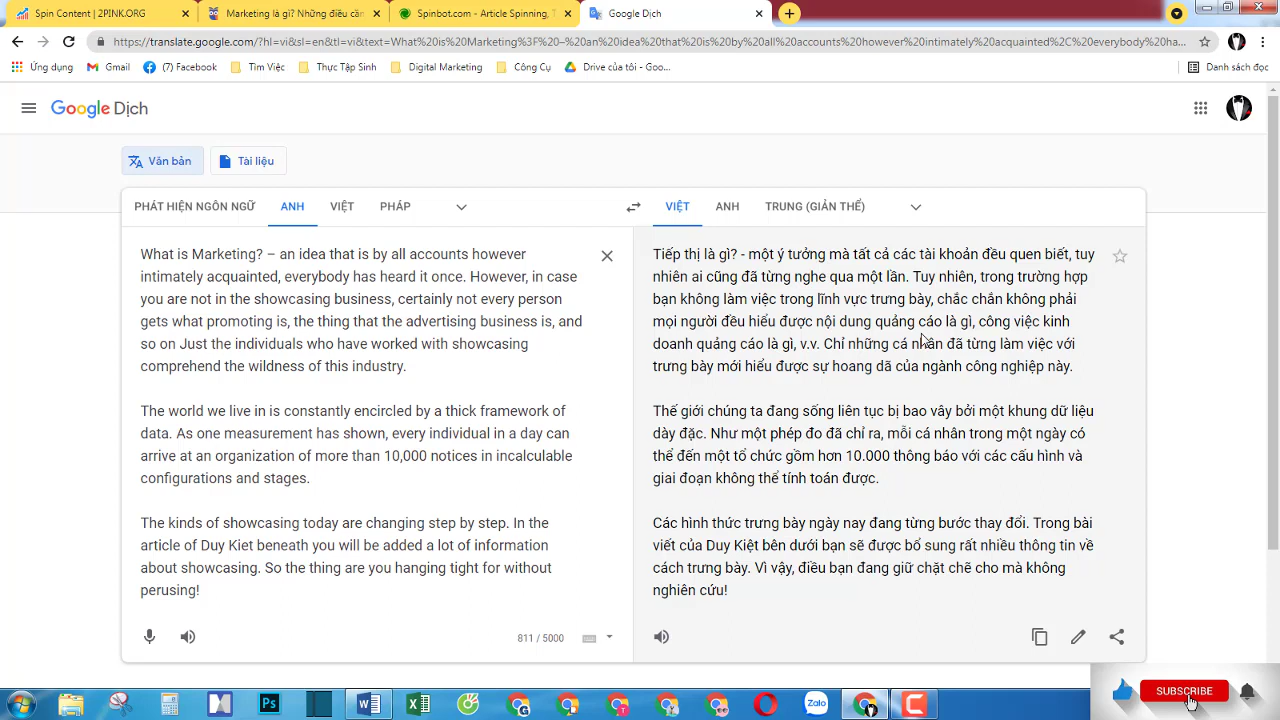 Spin Content | 2PINK.ORG
Marketing là gì? Những điều cần
Spinbot.com - Article Spinning, T
Google Dịch
https://translate.google.com/?hl=vi&sl=en&tl=vi&text=What%20is%20Marketing%3F%20–%20an%20idea%20that%20is%20by%20all%20accounts%20however%20intimately%20acquainted%2C%20everybody%20ha...
Ứng dụng
Gmail
(7) Facebook
Tìm Việc
Thực Tập Sinh
Digital Marketing
Công Cụ
Drive của tôi - Goo...
Danh sách đọc
Google Dịch
Văn bản
Tài liệu
PHÁT HIỆN NGÔN NGỮ
ANH
VIỆT
PHÁP
VIỆT
ANH
TRUNG (GIẢN THỂ)
What is Marketing? – an idea that is by all accounts however
intimately acquainted, everybody has heard it once. However, in case
you are not in the showcasing business, certainly not every person
gets what promoting is, the thing that the advertising business is, and
so on Just the individuals who have worked with showcasing
comprehend the wildness of this industry.
The world we live in is constantly encircled by a thick framework of
data. As one measurement has shown, every individual in a day can
arrive at an organization of more than 10,000 notices in incalculable
configurations and stages.
The kinds of showcasing today are changing step by step. In the
article of Duy Kiet beneath you will be added a lot of information
about showcasing. So the thing are you hanging tight for without
perusing!
811 / 5000
Tiếp thị là gì? - một ý tưởng mà tất cả các tài khoản đều quen biết, tuy
nhiên ai cũng đã từng nghe qua một lần. Tuy nhiên, trong trường hợp
bạn không làm việc trong lĩnh vực trưng bày, chắc chắn không phải
mọi người đều hiểu được nội dung quảng cáo là gì, công việc kinh
doanh quảng cáo là gì, v.v. Chỉ những cá nhân đã từng làm việc với
trưng bày mới hiểu được sự hoang dã của ngành công nghiệp này.
Thế giới chúng ta đang sống liên tục bị bao vây bởi một khung dữ liệu
dày đặc. Như một phép đo đã chỉ ra, mỗi cá nhân trong một ngày có
thể đến một tổ chức gồm hơn 10.000 thông báo với các cấu hình và
giai đoạn không thể tính toán được.
Các hình thức trưng bày ngày nay đang từng bước thay đổi. Trong bài
viết của Duy Kiệt bên dưới bạn sẽ được bổ sung rất nhiều thông tin về
cách trưng bày. Vì vậy, điều bạn đang giữ chặt chẽ cho mà không
nghiên cứu!
Ps
Zalo
SUBSCRIBE